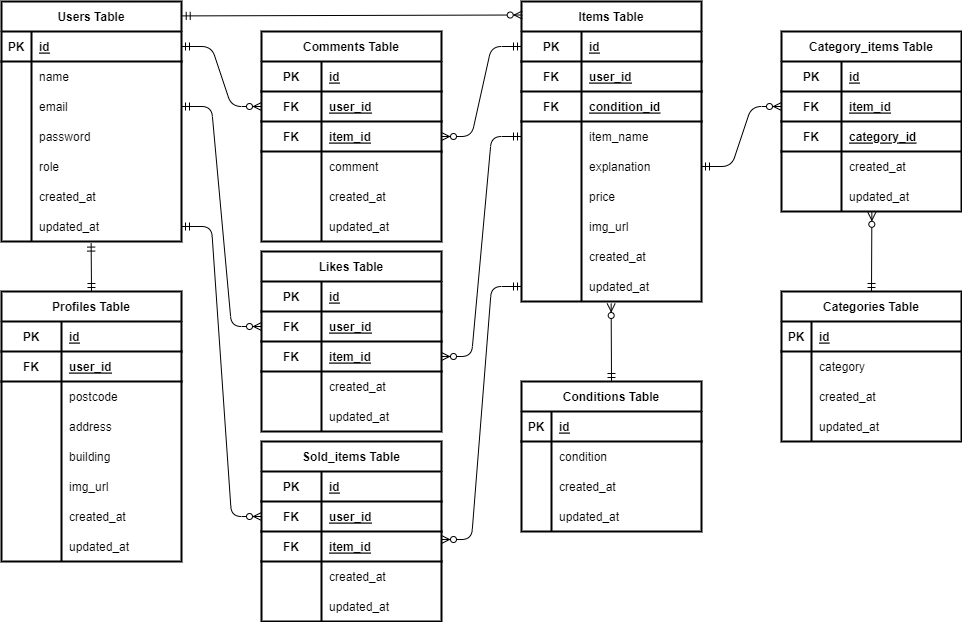 Users Table
PK id
name
email
password
role
created_at
updated_at
Profiles Table
PK id
FK user_id
postcode
address
building
img_url
created_at
updated_at
Comments Table
PK id
FK user_id
FK item_id
comment
created_at
updated_at
Likes Table
PK id
FK user_id
FK item_id
created_at
updated_at
Sold_items Table
PK id
FK user_id
FK item_id
created_at
updated_at
Items Table
PK id
FK user_id
FK condition_id
item_name
explanation
price
img_url
created_at
updated_at
Conditions Table
PK id
condition
created_at
updated_at
Category_items Table
PK id
FK item_id
FK category_id
created_at
updated_at
Categories Table
PK id
category
created_at
updated_at